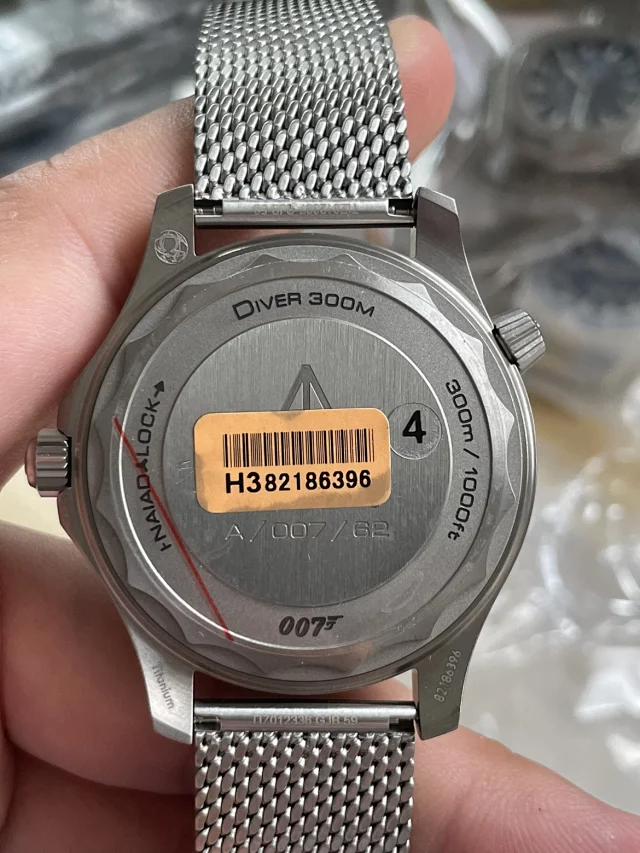 DIVER 300M
NAIAD LOCK
300m / 1000ft
4
H382186396
A/007/62
007
Titanium
82186396